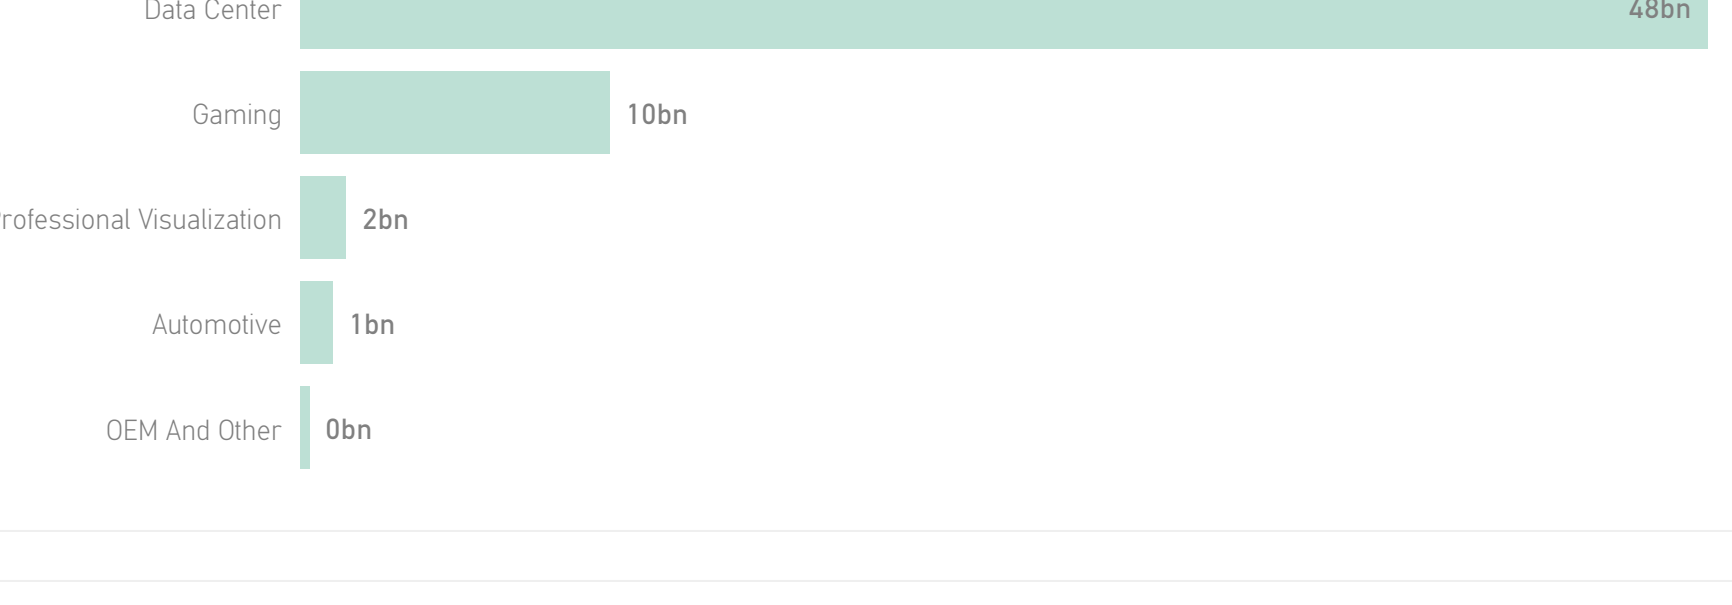 Data Center 48bn
Gaming 10bn
rofessional Visualization 2bn
Automotive 1bn
OEM And Other 0bn